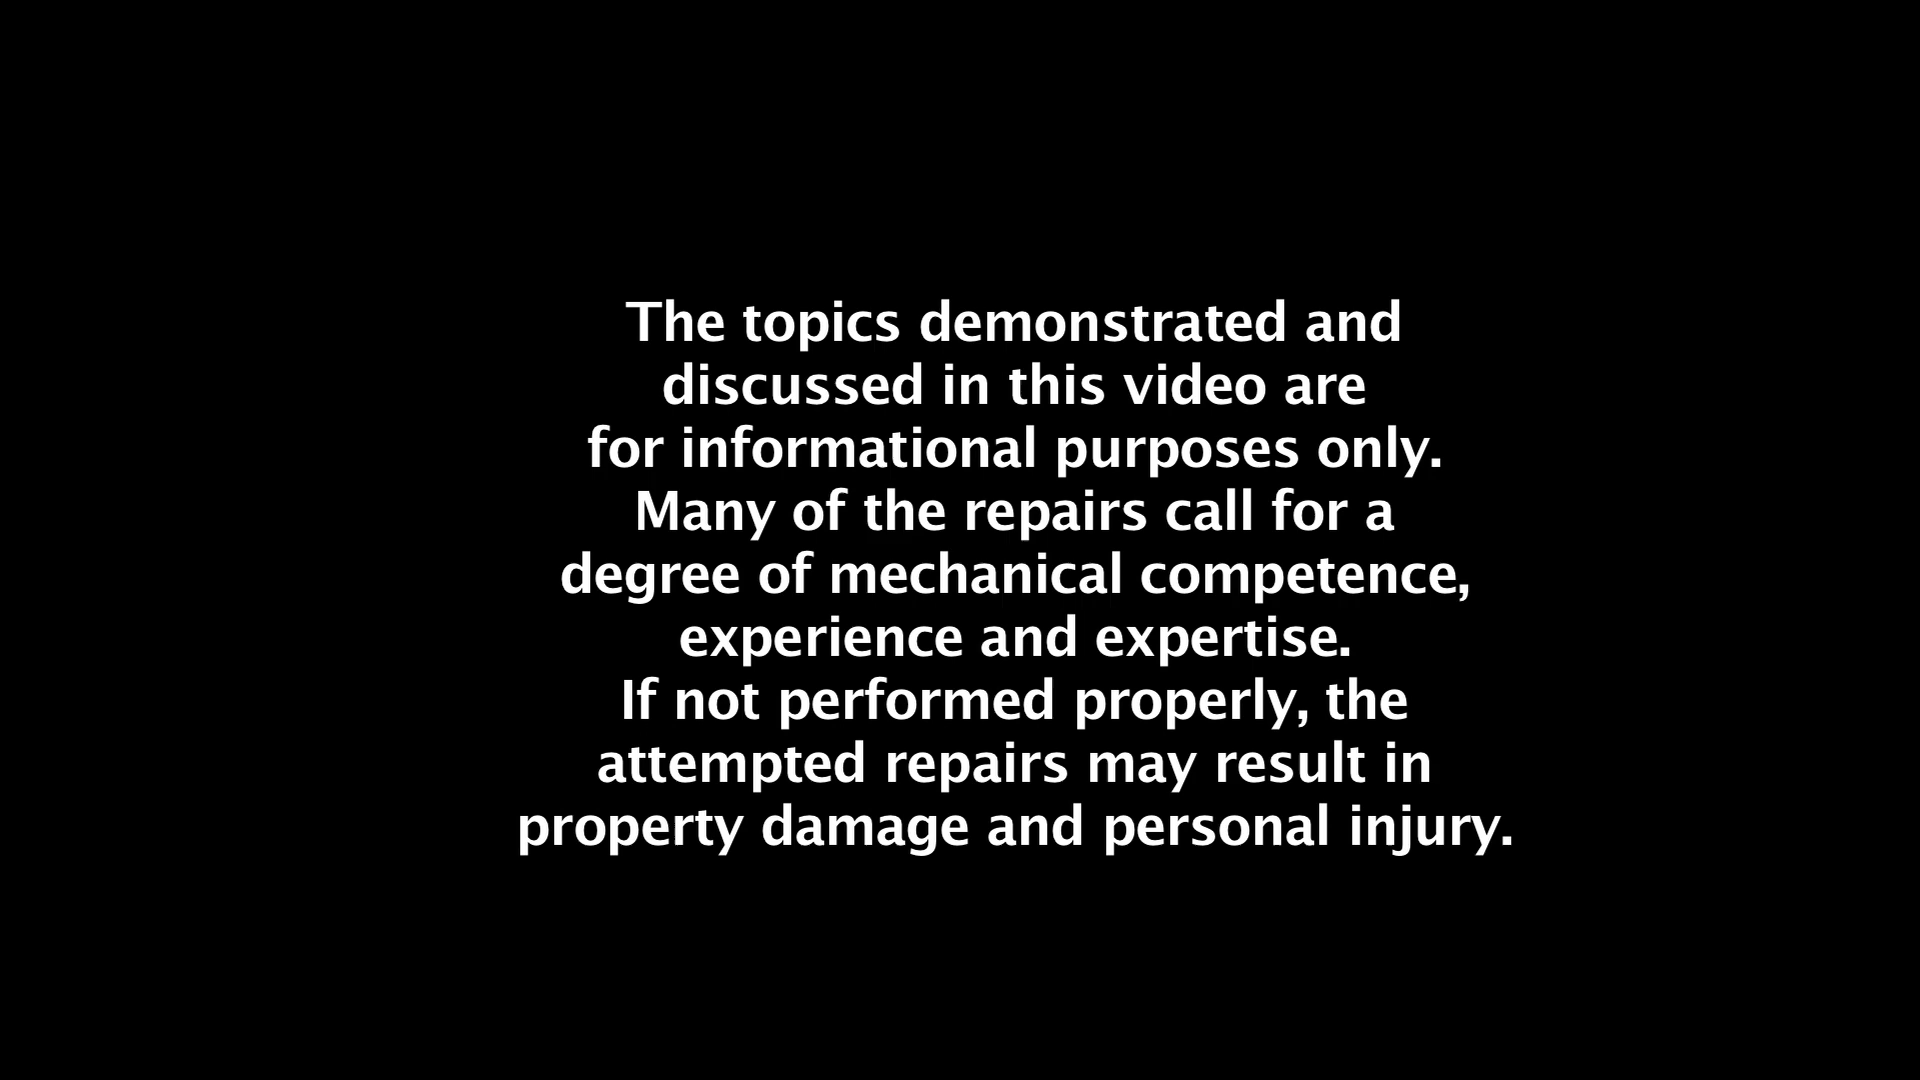 The topics demonstrated and
discussed in this video are
for informational purposes only.
Many of the repairs call for a
degree of mechanical competence,
experience and expertise.
If not performed properly, the
attempted repairs may result in
property damage and personal injury.